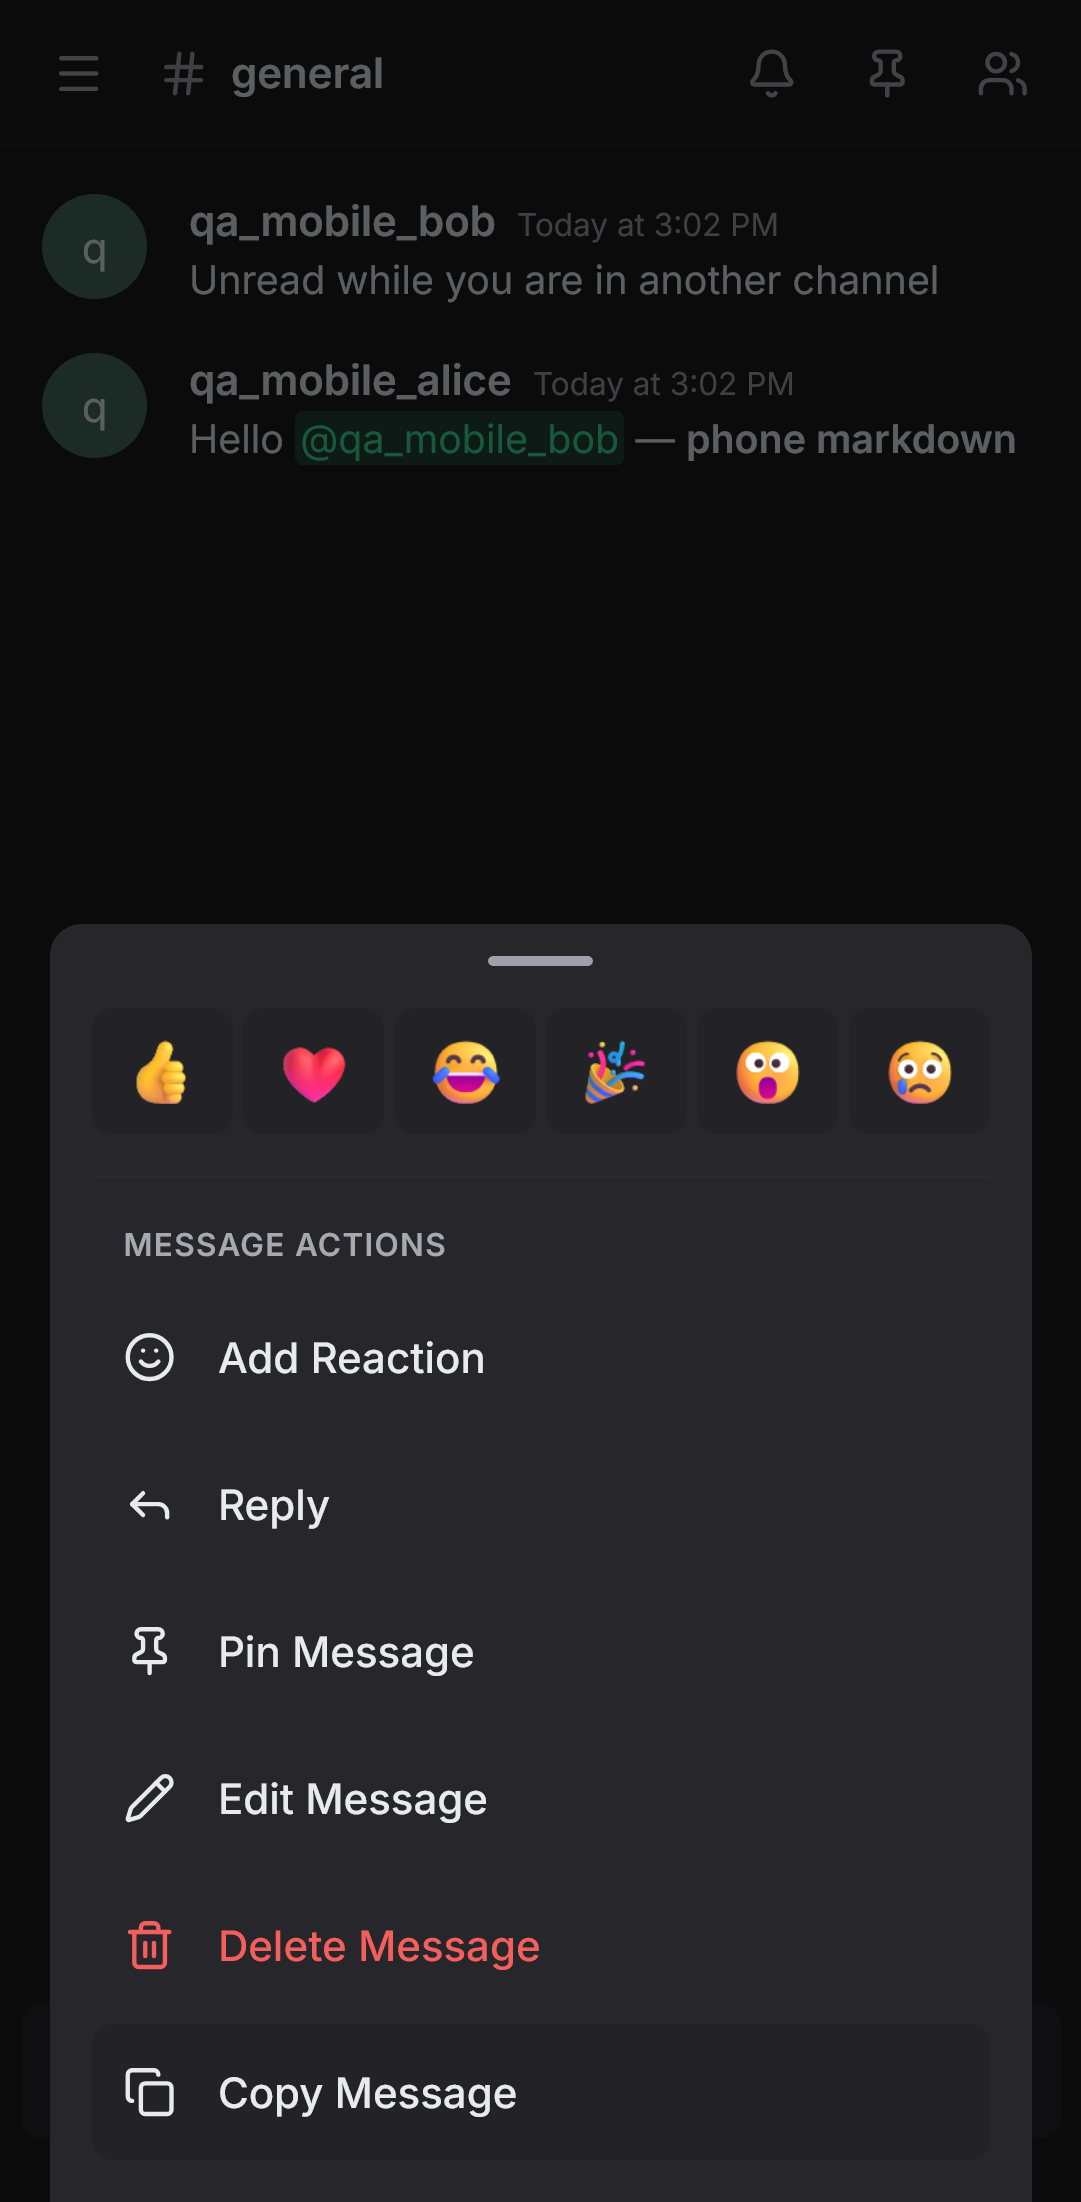 # general
q
qa_mobile_bob Today at 3:02 PM
Unread while you are in another channel
q
qa_mobile_alice Today at 3:02 PM
Hello @qa_mobile_bob — phone markdown
MESSAGE ACTIONS
Add Reaction
Reply
Pin Message
Edit Message
Delete Message
Copy Message